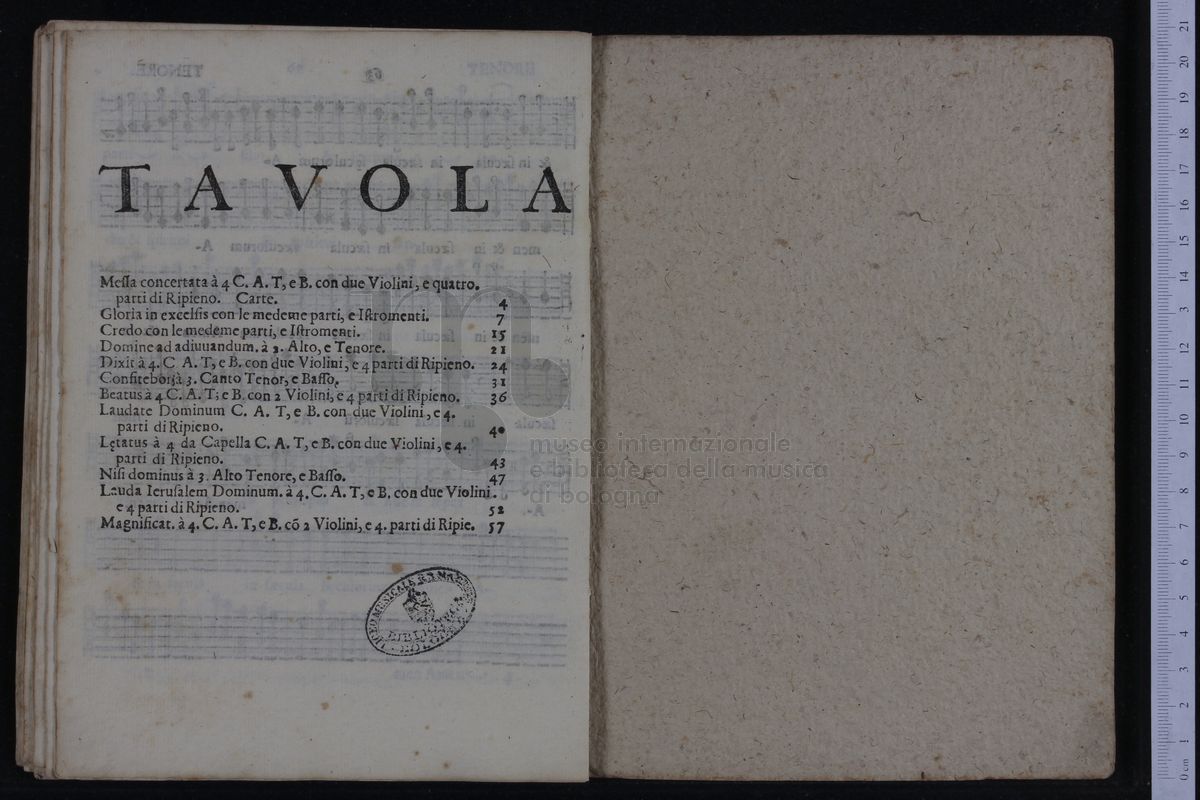 TAVOLA
Messa concertata à 4 C. A. T, e B. con due Violini, e quatro.
parti di Ripieno. Carte. 4
Gloria in excelsis con le medeme parti, e Istromenti. 7
Credo con le medeme parti, e Istromenti. 15
Domine ad adiuuandum. à 2. Alto, e Tenore. 21
Dixit à 4. C A. T, e B. con due Violini, e 4 parti di Ripieno. 24
Confitebor à 3. Canto Tenor, e Basso. 31
Beatus à 4 C. A. T; e B. con 2 Violini, e 4 parti di Ripieno. 36
Laudate Dominum C. A. T, e B. con due Violini, e 4.
parti di Ripieno. 40
Lętatus à 4 da Capella C. A. T, e B. con due Violini, e 4.
parti di Ripieno. 43
Nisi dominus à 3. Alto Tenore, e Basso. 47
Lauda Ierusalem Dominum. à 4. C. A. T, e B. con due Violini.
e 4 parti di Ripieno. 52
Magnificat. à 4. C. A. T, e B. cō 2 Violini, e 4. parti di Ripie. 57
museo internazionale
e biblioteca della musica
di bologna